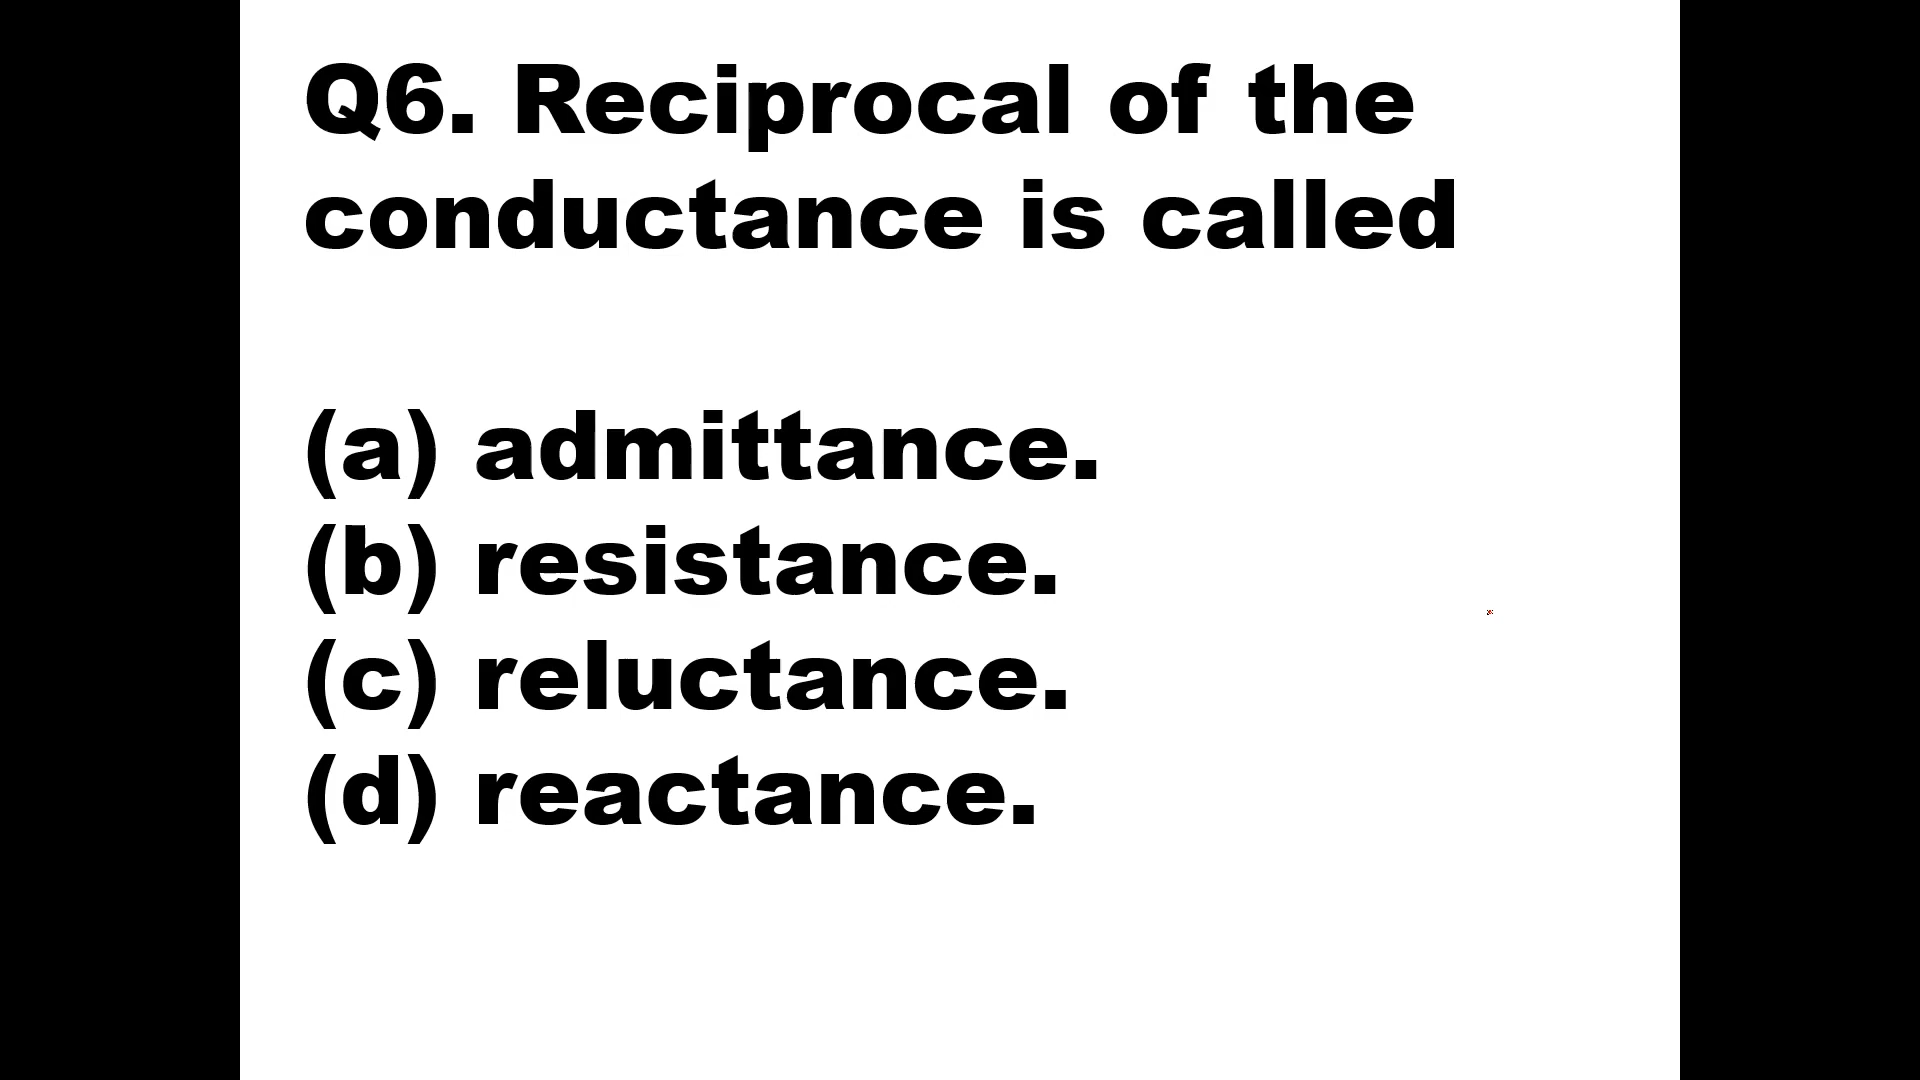 Q6. Reciprocal of the
conductance is called
(a) admittance.
(b) resistance.
(c) reluctance.
(d) reactance.